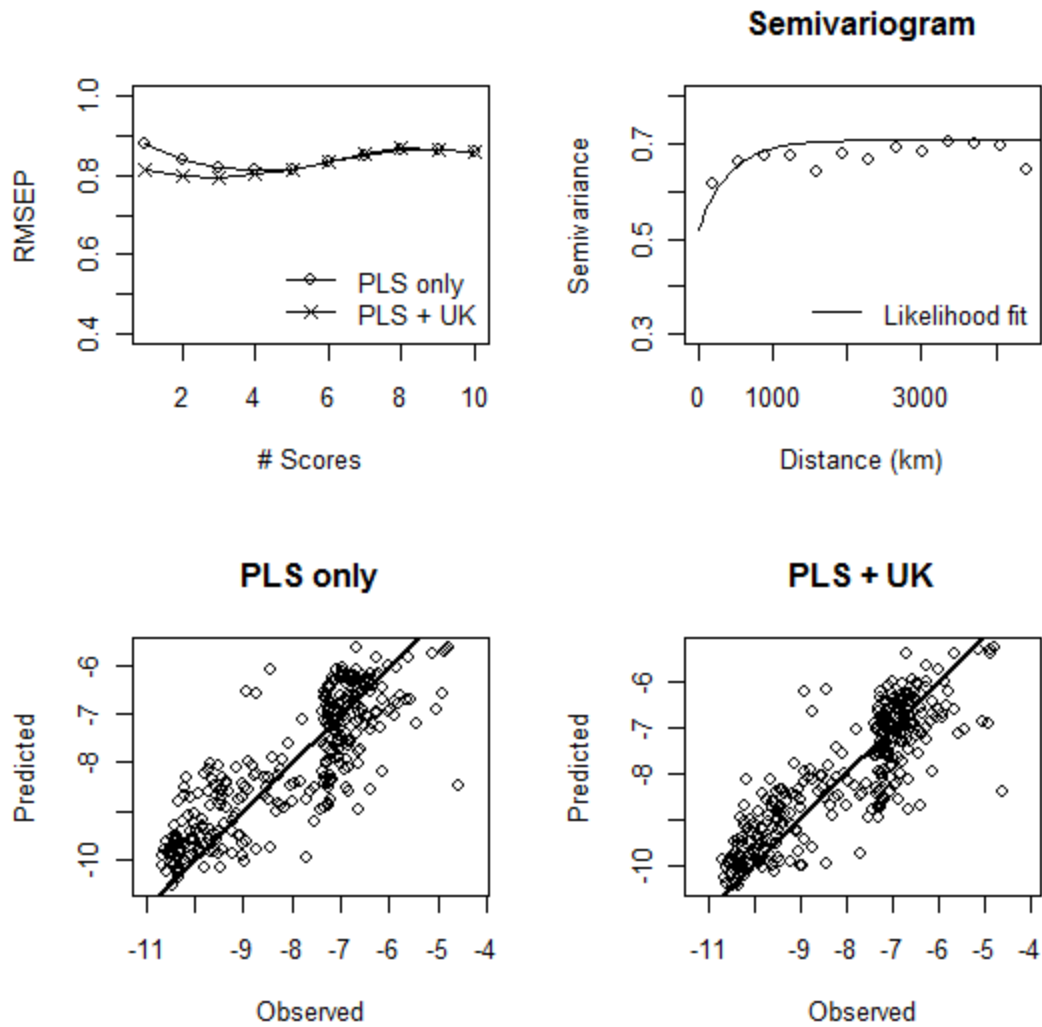 Semivariogram
RMSEP
0.4 0.6 0.8 1.0
PLS only
PLS + UK
2 4 6 8 10
# Scores
Semivariance
0.3 0.5 0.7
Likelihood fit
0 1000 3000
Distance (km)
PLS only
Predicted
-10 -8 -7 -6
-11 -9 -8 -7 -6 -5 -4
Observed
PLS + UK
Predicted
-10 -8 -7 -6
-11 -9 -8 -7 -6 -5 -4
Observed